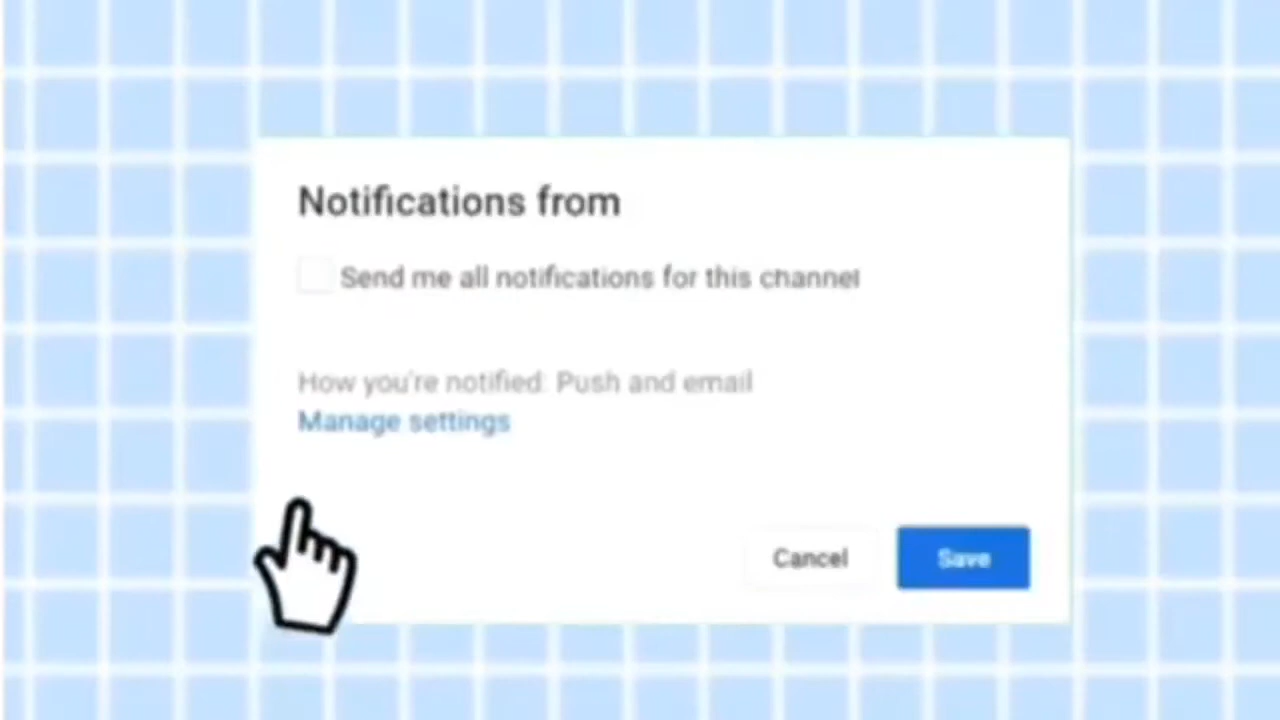 Notifications from
Send me all notifications for this channel
How you're notified: Push and email
Manage settings
Cancel
Save